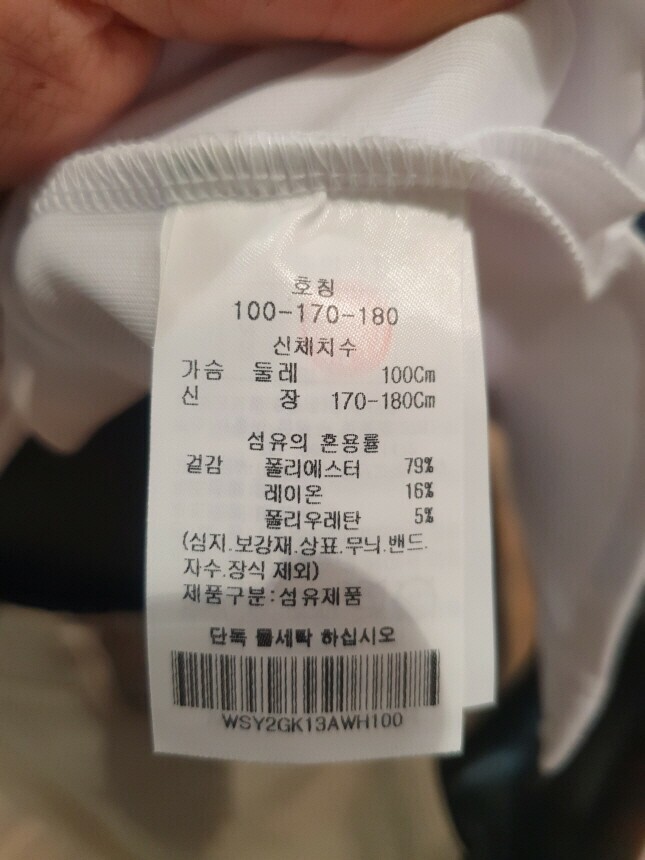 호칭
100-170-180
신체치수
가슴 둘레 100Cm
신 장 170-180Cm
섬유의 혼용률
겉감 폴리에스터 79%
레이온 16%
폴리우레탄 5%
(심지.보강재.상표.무늬.밴드.
자수.장식 제외)
제품구분:섬유제품
단독 물세탁 하십시오
WSY2GK13AWH100